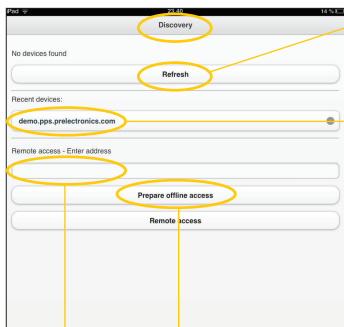 iPad 23.40 14 %
Discovery
No devices found
Refresh
Recent devices:
demo.pps.prelectronics.com
Remote access - Enter address
Prepare offline access
Remote access